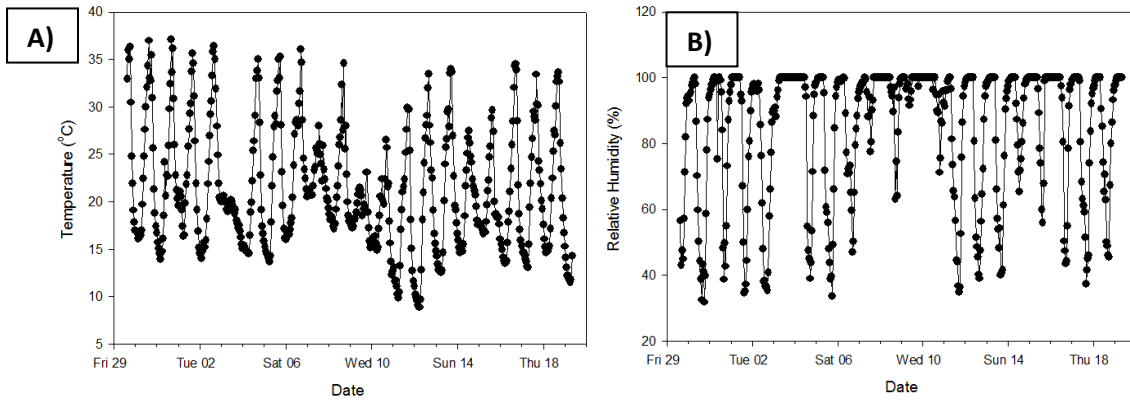 A)
40
35
30
25
20
15
10
5
Temperature (⁰C)
Fri 29 Tue 02 Sat 06 Wed 10 Sun 14 Thu 18
Date
B)
120
100
80
60
40
20
Relative Humidity (%)
Fri 29 Tue 02 Sat 06 Wed 10 Sun 14 Thu 18
Date